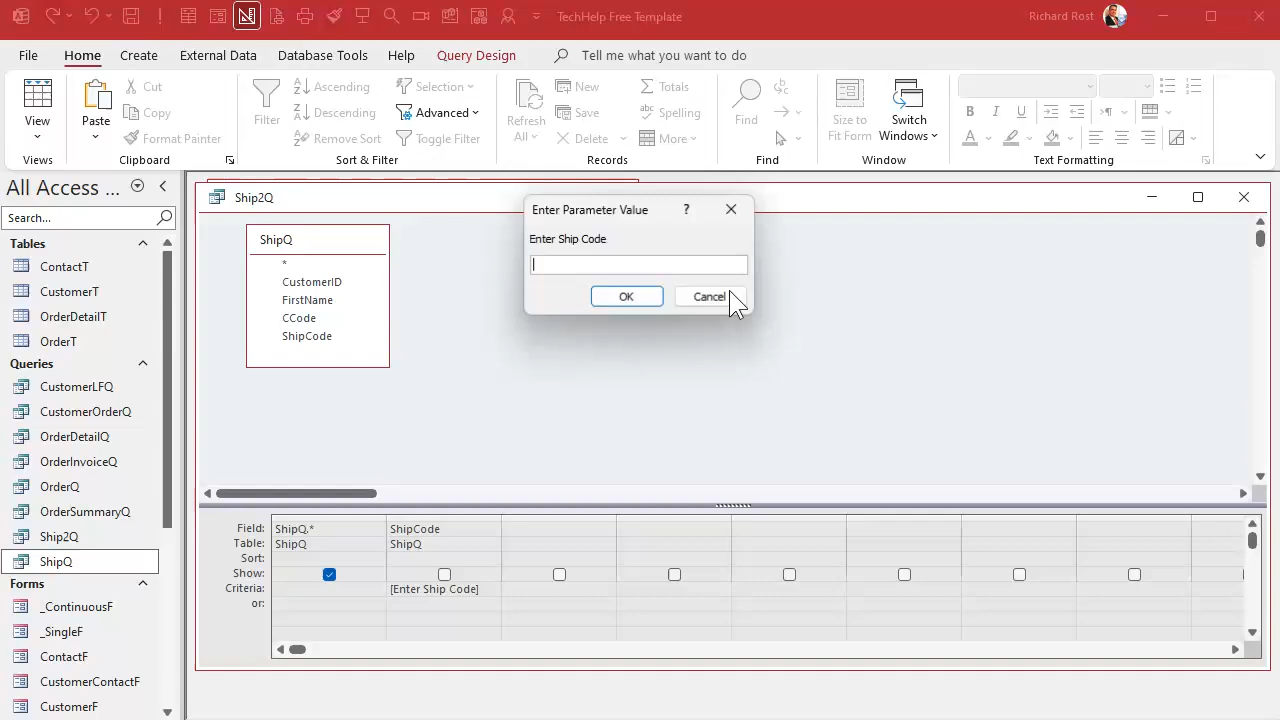 TechHelp Free Template
Richard Rost
File
Home
Create
External Data
Database Tools
Help
Query Design
Tell me what you want to do
View
Views
Paste
Cut
Copy
Format Painter
Clipboard
Filter
Ascending
Descending
Remove Sort
Selection
Advanced
Toggle Filter
Sort & Filter
Refresh
All
New
Save
Delete
Totals
Spelling
More
Records
Find
Find
Size to
Fit Form
Switch
Windows
Window
B I U
A
Text Formatting
All Access ...
Search...
Tables
ContactT
CustomerT
OrderDetailT
OrderT
Queries
CustomerLFQ
CustomerOrderQ
OrderDetailQ
OrderInvoiceQ
OrderQ
OrderSummaryQ
Ship2Q
ShipQ
Forms
_ContinuousF
_SingleF
ContactF
CustomerContactF
CustomerF
Ship2Q
ShipQ
*
CustomerID
FirstName
CCode
ShipCode
Enter Parameter Value
?
Enter Ship Code
OK
Cancel
Field: ShipQ.* ShipCode
Table: ShipQ ShipQ
Sort:
Show:
Criteria: [Enter Ship Code]
or: